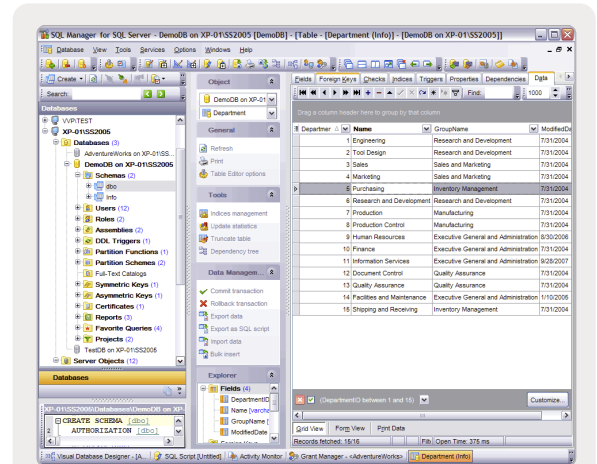 SQL Manager for SQL Server - DemoDB on XP-01\SS2005 [DemoDB] - [Table - [Department (Info)] - [DemoDB on XP-01\SS2005]]
Database View Tools Services Options Windows Help
Create
Search:
Databases
VVP\TEST
XP-01\SS2005
Databases (3)
AdventureWorks on XP-01\SS...
DemoDB on XP-01\SS2005
Schemas (2)
dbo
Info
Users (12)
Roles (2)
Assemblies (2)
DDL Triggers (1)
Partition Functions (1)
Partition Schemes (2)
Full-Text Catalogs
Symmetric Keys (1)
Asymmetric Keys (1)
Certificates (1)
Reports (3)
Favorite Queries (4)
Projects (2)
TestDB on XP-01\SS2005
Server Objects (12)
Databases
XP-01\SS2005\Databases\DemoDB on XP-
CREATE SCHEMA [dbo]
2 AUTHORIZATION [dbo]
Object
DemoDB on XP-01
Department
General
Refresh
Print
Table Editor options
Tools
Indices management
Update statistics
Truncate table
Dependency tree
Data Managem...
Commit transaction
Rollback transaction
Export data
Export as SQL script
Import data
Bulk insert
Explorer
Fields (4)
DepartmentID
Name [varcha
GroupName [
ModifiedDate
Fields Foreign Keys Checks Indices Triggers Properties Dependencies Data
Find: 1000
Drag a column header here to group by that column
Departmer Name GroupName ModifiedDa
1 Engineering Research and Development 7/31/2004
2 Tool Design Research and Development 7/31/2004
3 Sales Sales and Marketing 7/31/2004
4 Marketing Sales and Marketing 7/31/2004
5 Purchasing Inventory Management 7/31/2004
6 Research and Development Research and Development 7/31/2004
7 Production Manufacturing 7/31/2004
8 Production Control Manufacturing 7/31/2004
9 Human Resources Executive General and Administration 8/30/2006
10 Finance Executive General and Administration 7/31/2004
11 Information Services Executive General and Administration 9/28/2007
12 Document Control Quality Assurance 7/31/2004
13 Quality Assurance Quality Assurance 7/31/2004
14 Facilities and Maintenance Executive General and Administration 1/10/2006
15 Shipping and Receiving Inventory Management 7/31/2004
(DepartmentID between 1 and 15) Customize...
Grid View Form View Print Data
Records fetched: 15/16 Open Time: 375 ms
Visual Database Designer - [A... SQL Script [Untitled] Activity Monitor Grant Manager - <AdventureWorks> Department (Info)